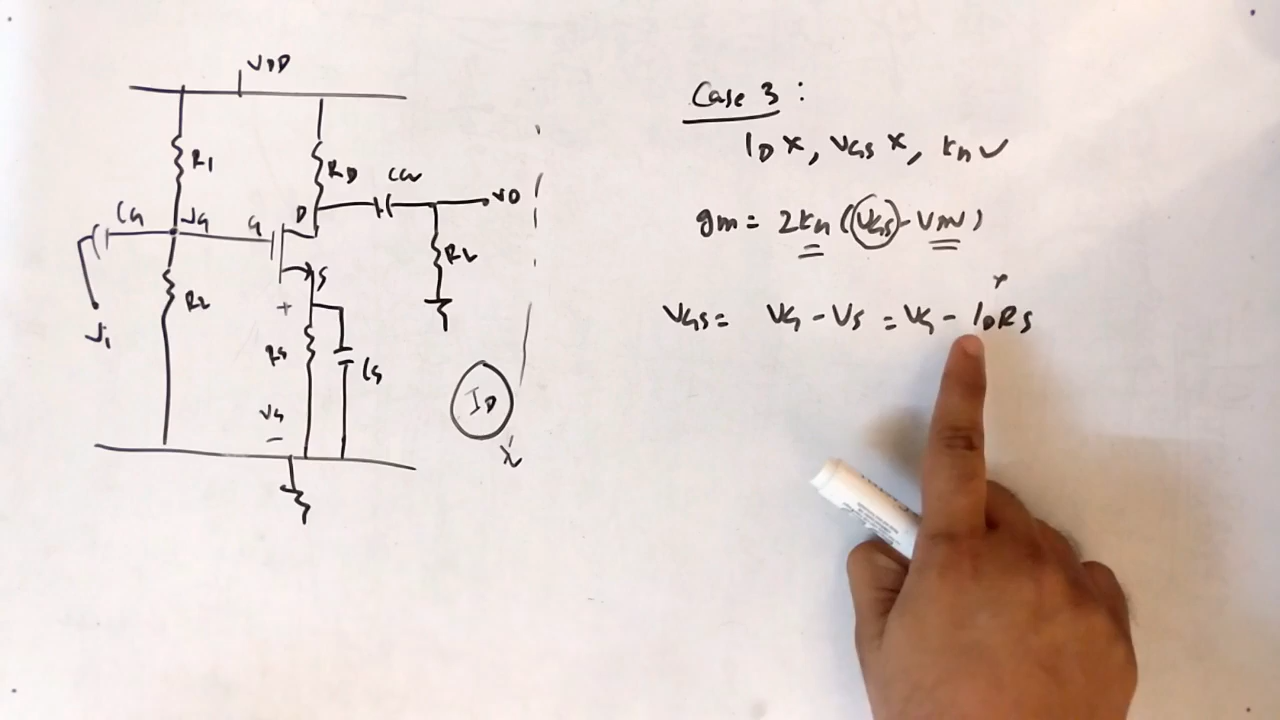 VDD
R1
RD
CG
VG
G
D
S
vO
RL
R2
Vi
+
RS
CS
VS
-
ID
x
Case 3 :
ID x, VGS x, kn ✓
gm = 2kn (VGS - VTN)
x
VGS = VG - VS = VG - IDRS